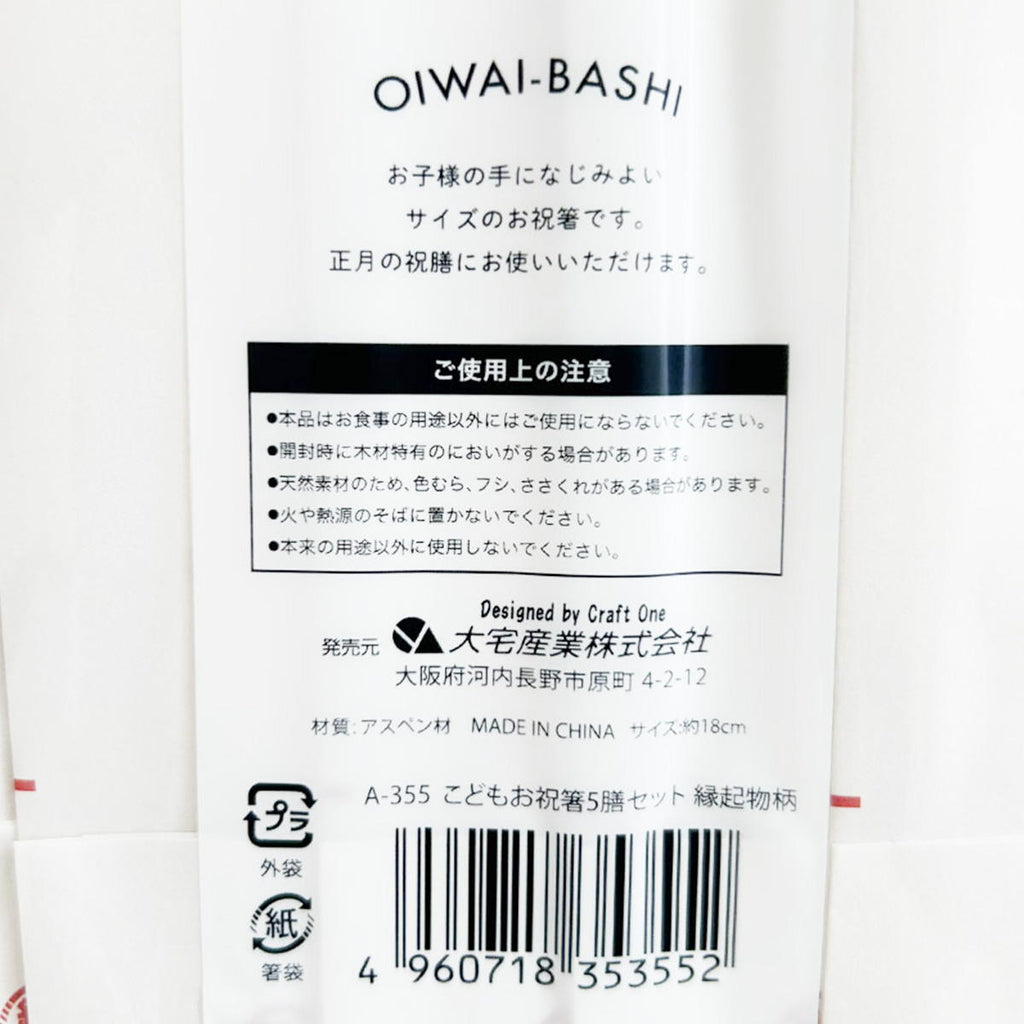 OIWAI-BASHI
お子様の手になじみよい
サイズのお祝箸です。
正月の祝膳にお使いいただけます。
ご使用上の注意
●本品はお食事の用途以外にはご使用にならないでください。
●開封時に木材特有のにおいがする場合があります。
●天然素材のため、色むら、フシ、ささくれがある場合があります。
●火や熱源のそばに置かないでください。
●本来の用途以外に使用しないでください。
Designed by Craft One
発売元 大宅産業株式会社
大阪府河内長野市原町 4-2-12
材質:アスペン材 MADE IN CHINA サイズ:約18cm
A-355 こどもお祝箸5膳セット 縁起物柄
プラ
外袋
紙
箸袋
4 960718 353552